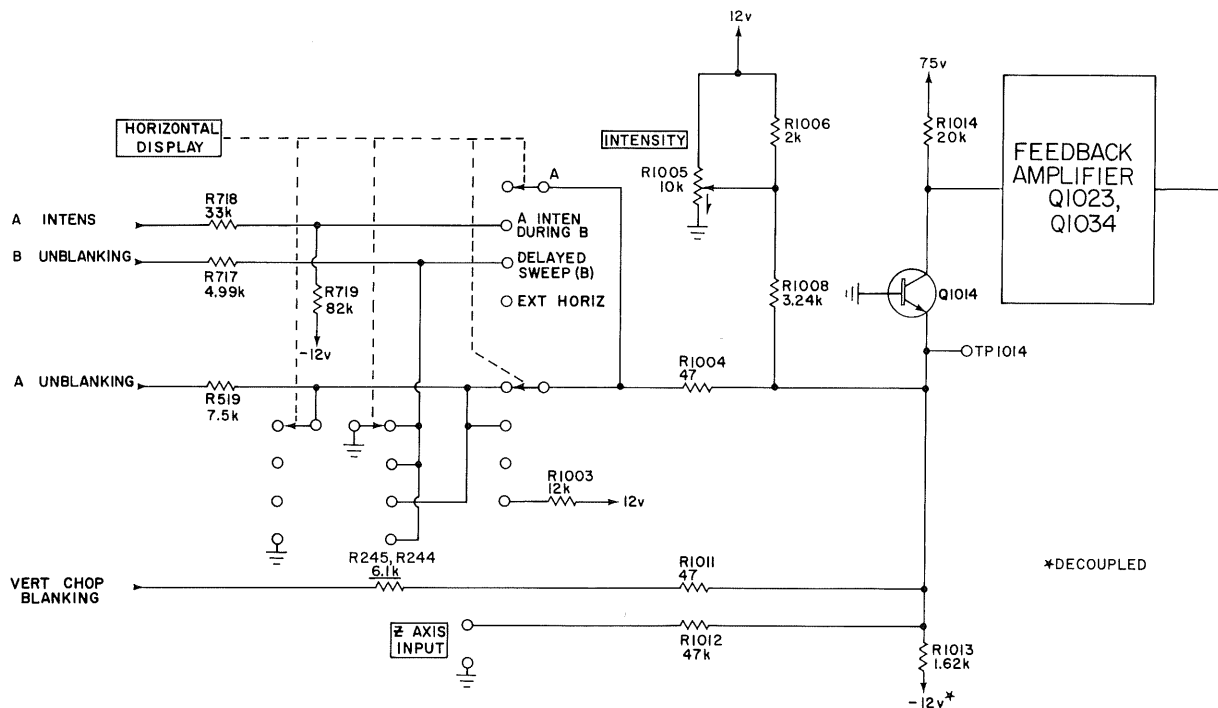 12v
75v
HORIZONTAL
DISPLAY
INTENSITY
R1006
2k
R1014
20k
FEEDBACK
AMPLIFIER
Q1023,
Q1034
R1005
10k
A
R718
33k
A INTENS
A INTEN
DURING B
B UNBLANKING
R717
4.99k
DELAYED
SWEEP (B)
R719
82k
EXT HORIZ
R1008
3.24k
Q1014
-12v
TP1014
A UNBLANKING
R519
7.5k
R1004
47
R1003
12k
12v
R245, R244
6.1k
VERT CHOP
BLANKING
R1011
47
*DECOUPLED
Z AXIS
INPUT
R1012
47k
R1013
1.62k
-12v*